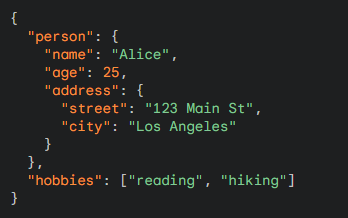 {
  "person": {
    "name": "Alice",
    "age": 25,
    "address": {
      "street": "123 Main St",
      "city": "Los Angeles"
    }
  },
  "hobbies": ["reading", "hiking"]
}